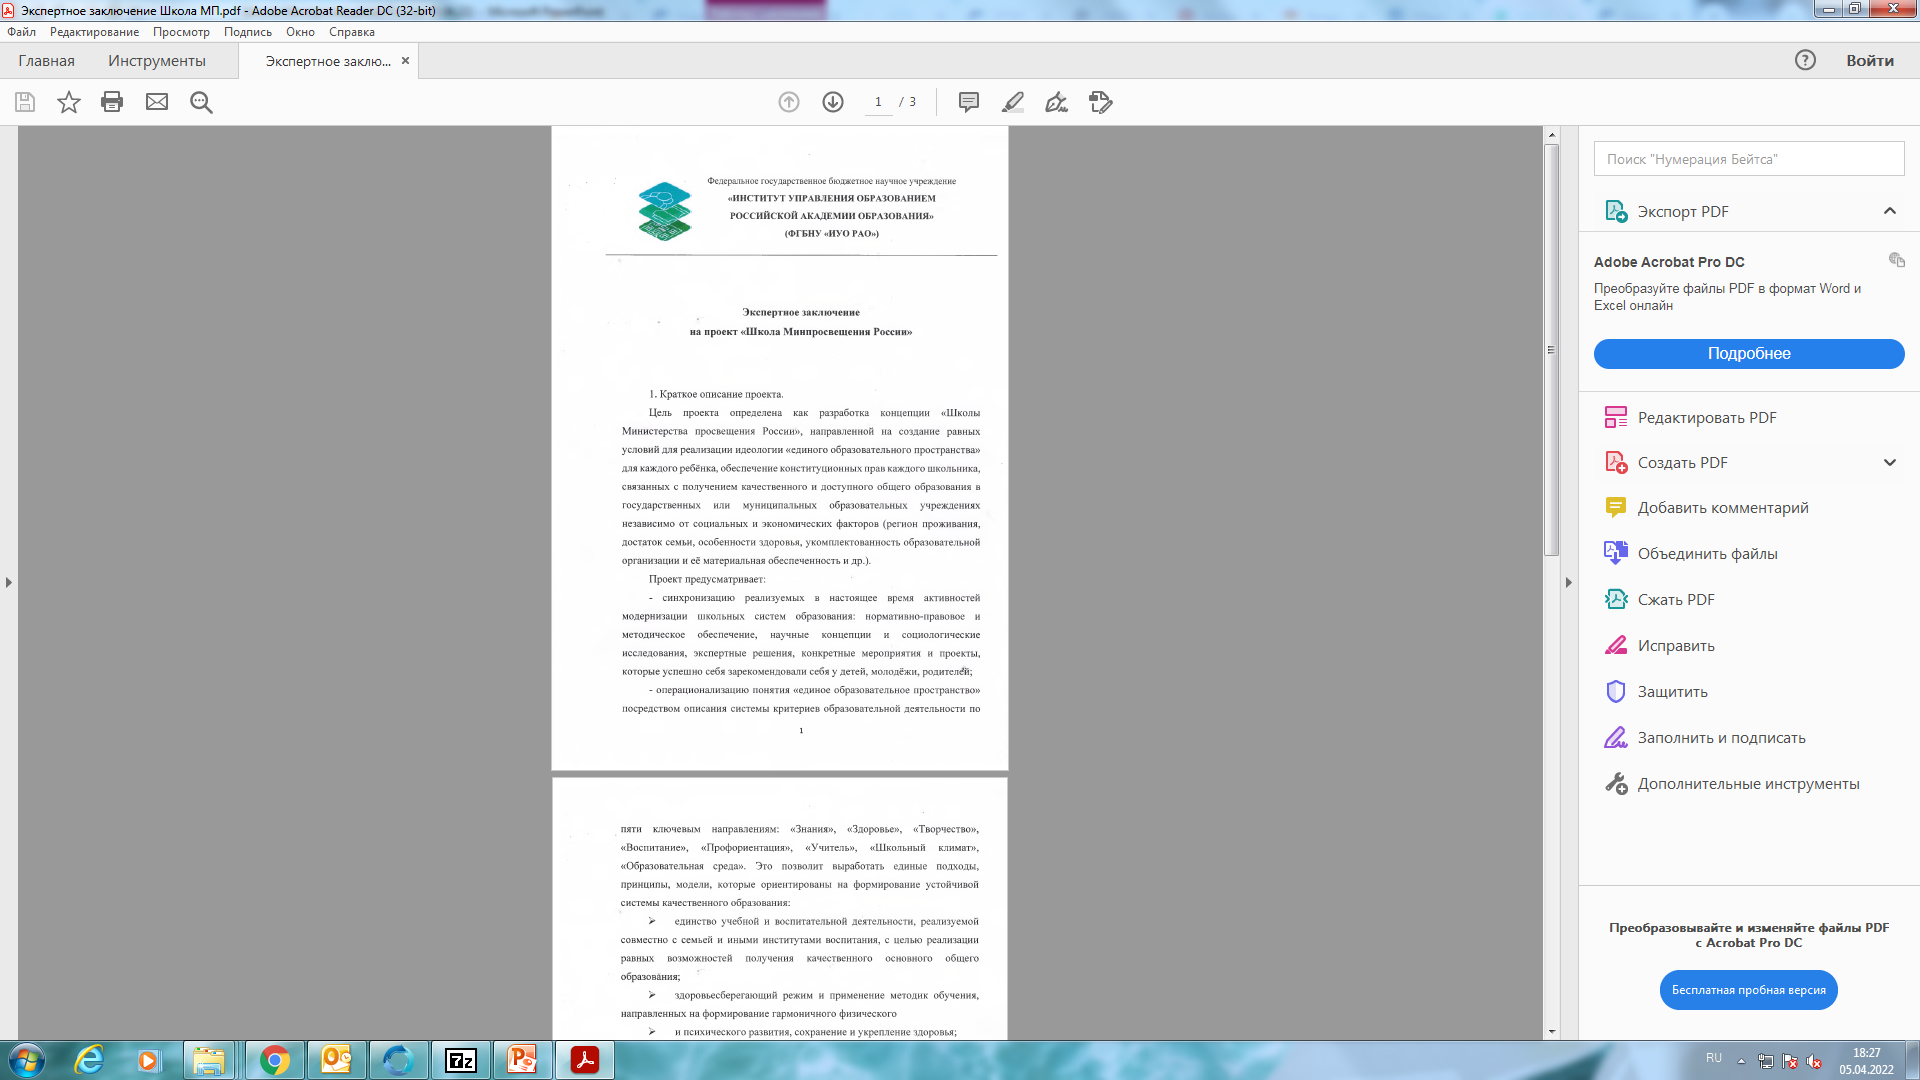 Экспертное заключение Школа МП.pdf - Adobe Acrobat Reader DC (32-bit)
Файл Редактирование Просмотр Подпись Окно Справка
Главная Инструменты Экспертное заклю... ×
Войти
1 / 3
Федеральное государственное бюджетное научное учреждение
«ИНСТИТУТ УПРАВЛЕНИЯ ОБРАЗОВАНИЕМ
РОССИЙСКОЙ АКАДЕМИИ ОБРАЗОВАНИЯ»
(ФГБНУ «ИУО РАО»)
Экспертное заключение
на проект «Школа Минпросвещения России»
1. Краткое описание проекта.
Цель проекта определена как разработка концепции «Школы
Министерства просвещения России», направленной на создание равных
условий для реализации идеологии «единого образовательного пространства»
для каждого ребёнка, обеспечение конституционных прав каждого школьника,
связанных с получением качественного и доступного общего образования в
государственных или муниципальных образовательных учреждениях
независимо от социальных и экономических факторов (регион проживания,
достаток семьи, особенности здоровья, укомплектованность образовательной
организации и её материальная обеспеченность и др.).
Проект предусматривает:
- синхронизацию реализуемых в настоящее время активностей
модернизации школьных систем образования: нормативно-правовое и
методическое обеспечение, научные концепции и социологические
исследования, экспертные решения, конкретные мероприятия и проекты,
которые успешно себя зарекомендовали себя у детей, молодёжи, родителей;
- операционализацию понятия «единое образовательное пространство»
посредством описания системы критериев образовательной деятельности по
1
пяти ключевым направлениям: «Знания», «Здоровье», «Творчество»,
«Воспитание», «Профориентация», «Учитель», «Школьный климат»,
«Образовательная среда». Это позволит выработать единые подходы,
принципы, модели, которые ориентированы на формирование устойчивой
системы качественного образования:
единство учебной и воспитательной деятельности, реализуемой
совместно с семьей и иными институтами воспитания, с целью реализации
равных возможностей получения качественного основного общего
образования;
здоровьесберегающий режим и применение методик обучения,
направленных на формирование гармоничного физического
и психического развития, сохранение и укрепление здоровья;
Поиск "Нумерация Бейтса"
Экспорт PDF
Adobe Acrobat Pro DC
Преобразуйте файлы PDF в формат Word и
Excel онлайн
Подробнее
Редактировать PDF
Создать PDF
Добавить комментарий
Объединить файлы
Сжать PDF
Исправить
Защитить
Заполнить и подписать
Дополнительные инструменты
Преобразовывайте и изменяйте файлы PDF
с Acrobat Pro DC
Бесплатная пробная версия
RU
18:27
05.04.2022